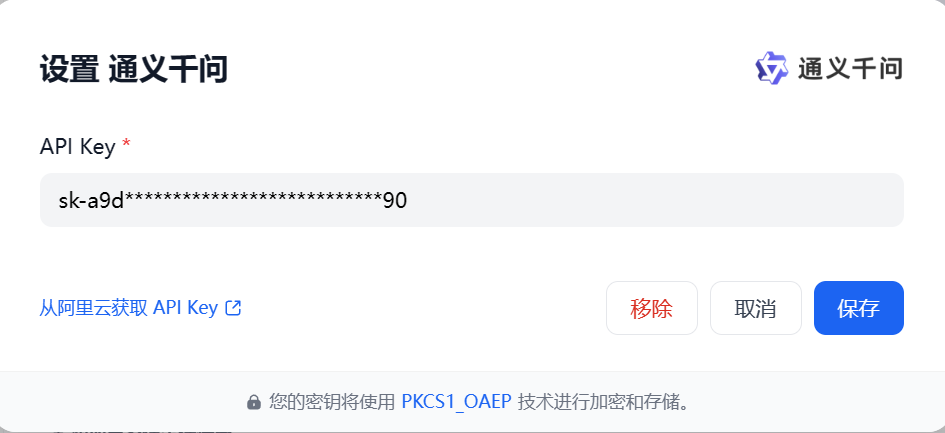 设置 通义千问
通义千问
API Key *
sk-a9d***************************90
从阿里云获取 API Key
移除
取消
保存
您的密钥将使用 PKCS1_OAEP 技术进行加密和存储。